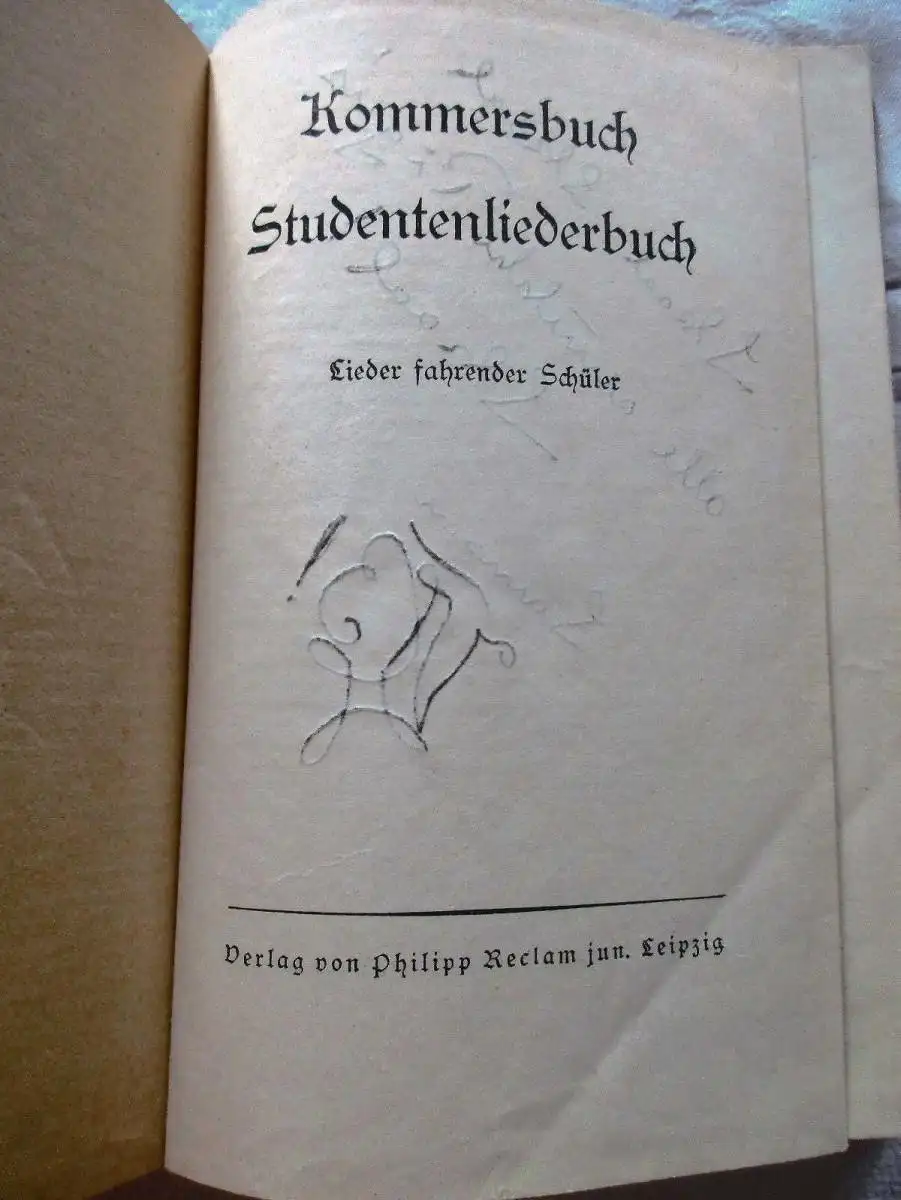 Kommersbuch
Studentenliederbuch
Lieder fahrender Schüler
Verlag von Philipp Reclam jun. Leipzig